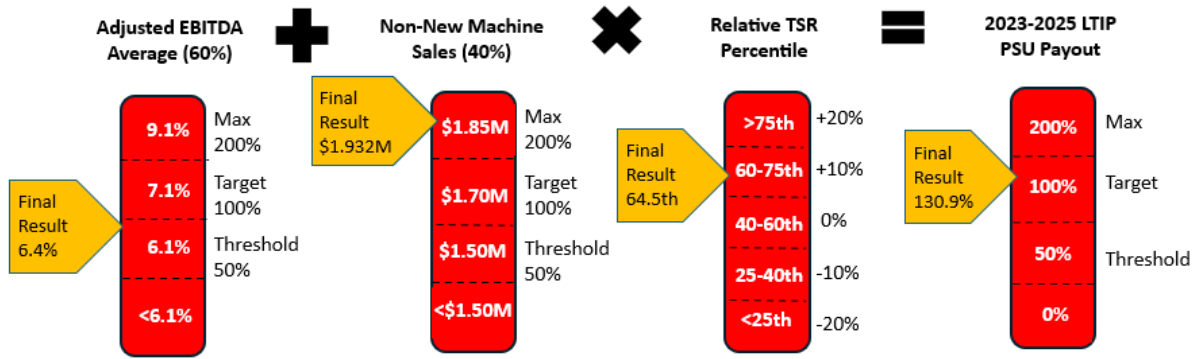 Adjusted EBITDA
Average (60%)
Non-New Machine
Sales (40%)
Relative TSR
Percentile
2023-2025 LTIP
PSU Payout
Final
Result
6.4%
9.1%
7.1%
6.1%
<6.1%
Max
200%
Target
100%
Threshold
50%
Final
Result
$1.932M
$1.85M
$1.70M
$1.50M
<$1.50M
Max
200%
Target
100%
Threshold
50%
Final
Result
64.5th
>75th
60-75th
40-60th
25-40th
<25th
+20%
+10%
0%
-10%
-20%
Final
Result
130.9%
200%
100%
50%
0%
Max
Target
Threshold